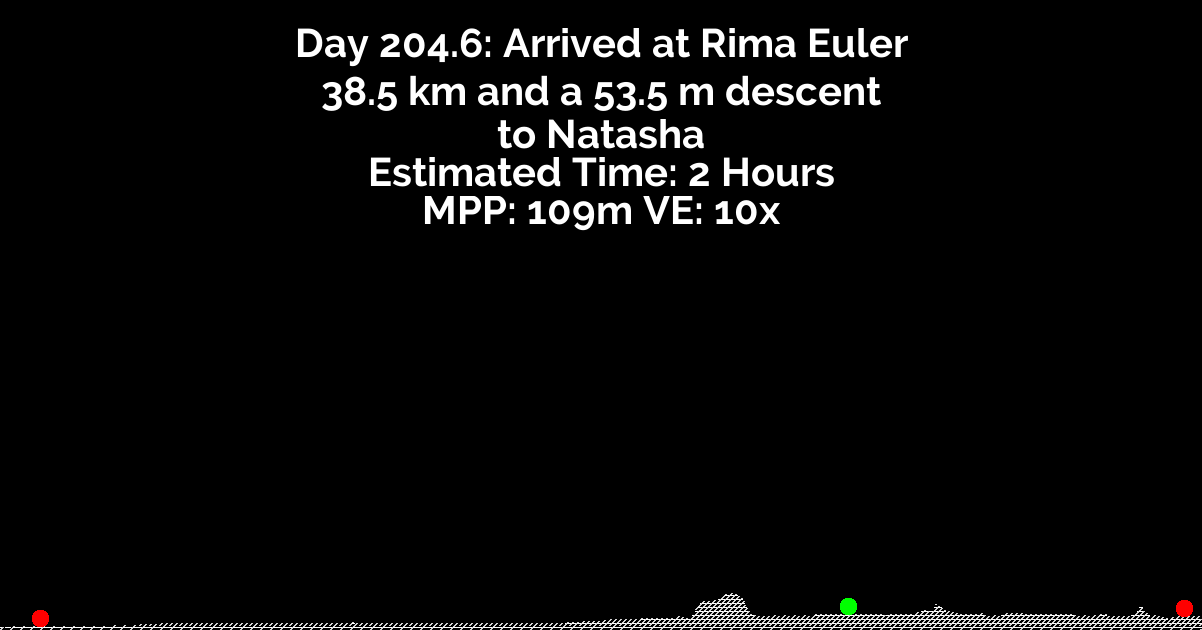 Day 204.6: Arrived at Rima Euler
38.5 km and a 53.5 m descent
to Natasha
Estimated Time: 2 Hours
MPP: 109m VE: 10x